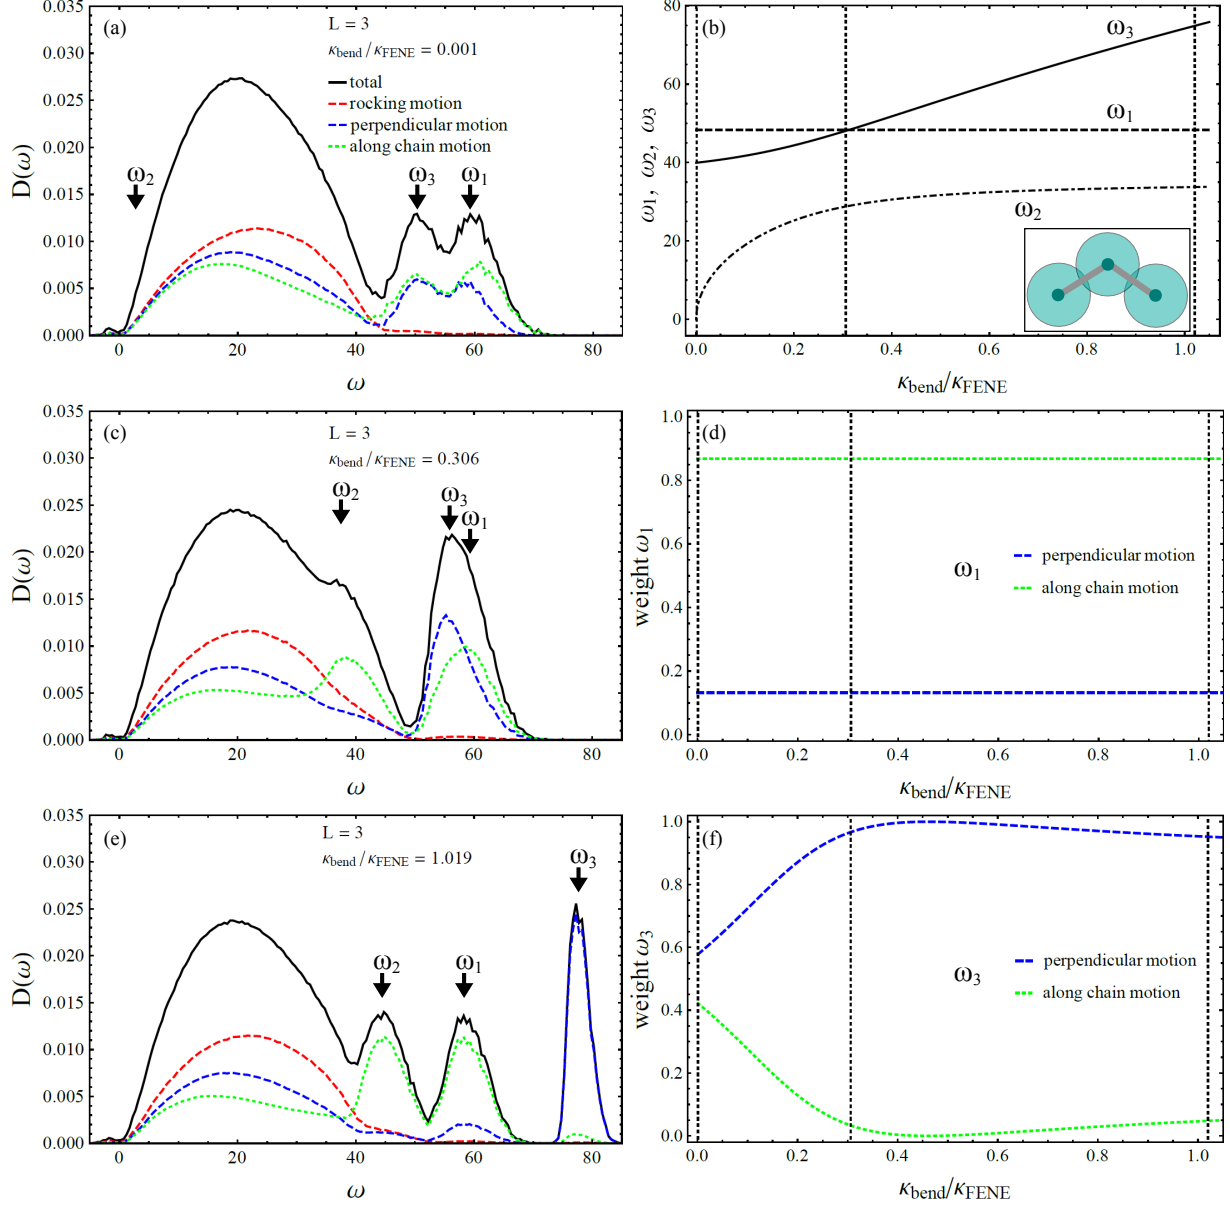 (a)
L = 3
κbend/κFENE = 0.001
total
rocking motion
perpendicular motion
along chain motion
ω2
ω3
ω1
D(ω)
0.035
0.030
0.025
0.020
0.015
0.010
0.005
0.000
0 20 40 60 80
ω
(b)
ω3
ω1
ω2
ω1, ω2, ω3
80
60
40
20
0
0.0 0.2 0.4 0.6 0.8 1.0
κbend/κFENE
(c)
L = 3
κbend/κFENE = 0.306
ω2
ω3
ω1
D(ω)
0.035
0.030
0.025
0.020
0.015
0.010
0.005
0.000
0 20 40 60 80
ω
(d)
perpendicular motion
along chain motion
ω1
weight ω1
1.0
0.8
0.6
0.4
0.2
0.0
0.0 0.2 0.4 0.6 0.8 1.0
κbend/κFENE
(e)
L = 3
κbend/κFENE = 1.019
ω3
ω2
ω1
D(ω)
0.035
0.030
0.025
0.020
0.015
0.010
0.005
0.000
0 20 40 60 80
ω
(f)
perpendicular motion
along chain motion
ω3
weight ω3
1.0
0.8
0.6
0.4
0.2
0.0
0.0 0.2 0.4 0.6 0.8 1.0
κbend/κFENE